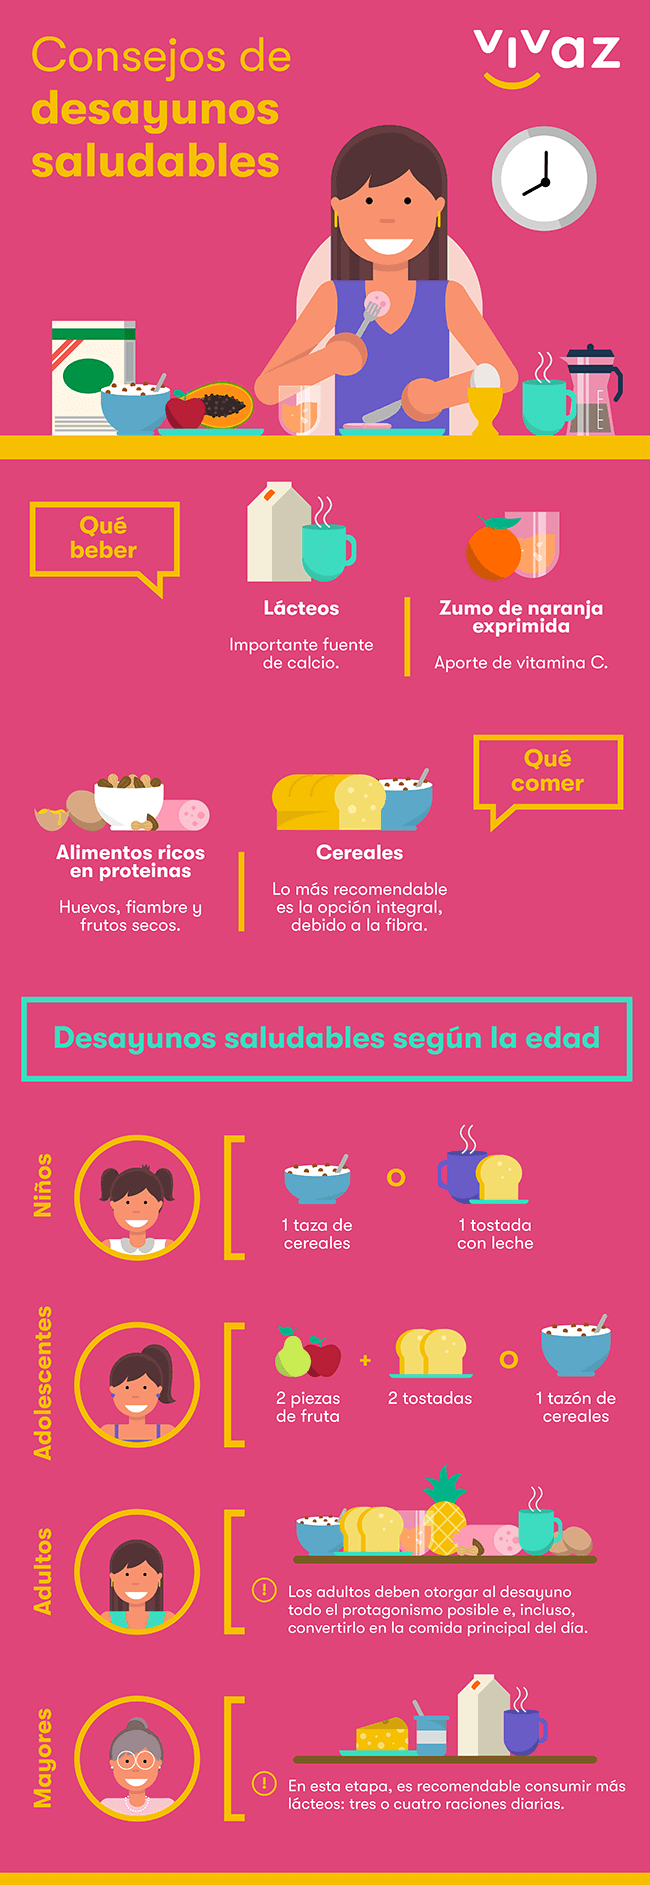 Consejos de
desayunos
saludables
vivaz
Qué
beber
Lácteos
Importante fuente
de calcio.
Zumo de naranja
exprimida
Aporte de vitamina C.
Qué
comer
Alimentos ricos
en proteinas
Huevos, fiambre y
frutos secos.
Cereales
Lo más recomendable
es la opción integral,
debido a la fibra.
Desayunos saludables según la edad
Niños
1 taza de
cereales
O
1 tostada
con leche
Adolescentes
2 piezas
de fruta
+
2 tostadas
O
1 tazón de
cereales
Adultos
!
Los adultos deben otorgar al desayuno
todo el protagonismo posible e, incluso,
convertirlo en la comida principal del día.
Mayores
!
En esta etapa, es recomendable consumir más
lácteos: tres o cuatro raciones diarias.